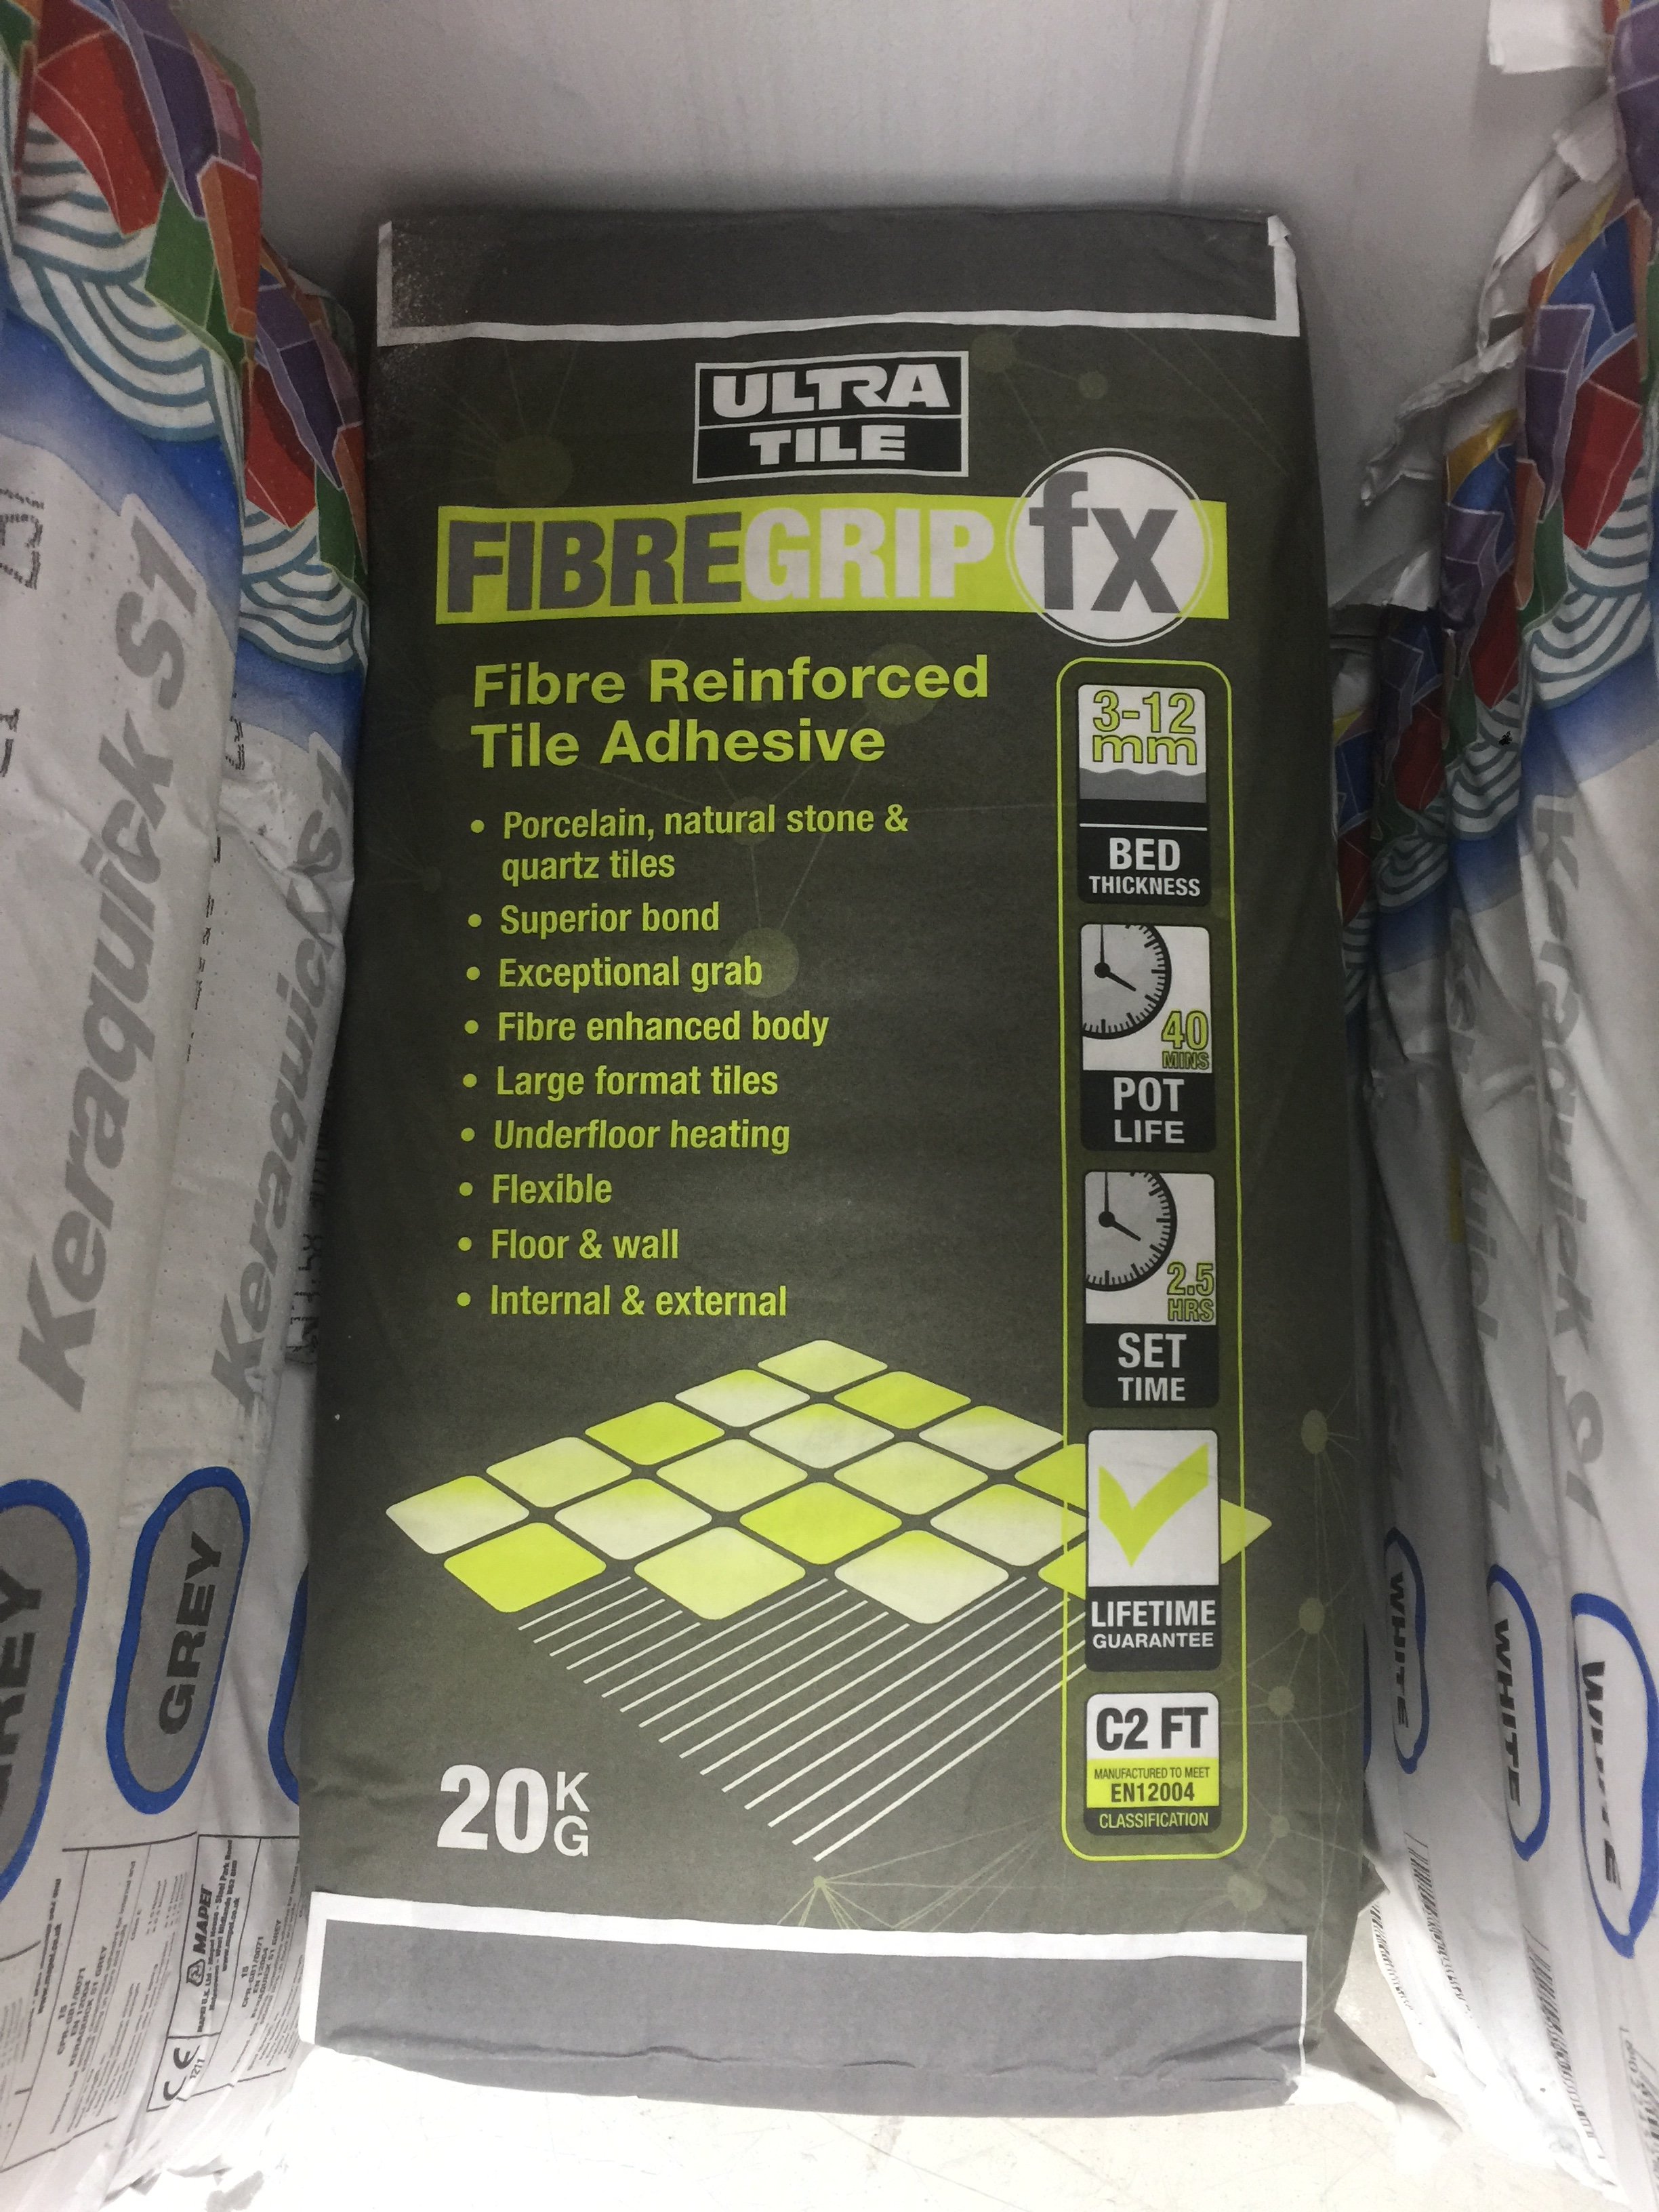 ULTRA
TILE
FIBREGRIP fx
Fibre Reinforced
Tile Adhesive
• Porcelain, natural stone &
quartz tiles
• Superior bond
• Exceptional grab
• Fibre enhanced body
• Large format tiles
• Underfloor heating
• Flexible
• Floor & wall
• Internal & external
20KG
3-12
mm
BED
THICKNESS
40
MINS
POT
LIFE
2.5
HRS
SET
TIME
LIFETIME
GUARANTEE
C2 FT
MANUFACTURED TO MEET
EN12004
CLASSIFICATION
Keraquick S1
GREY
Keraquick S1
GREY
MAPEI
CE
WHITE
WHITE
WHITE
Keraquick S1